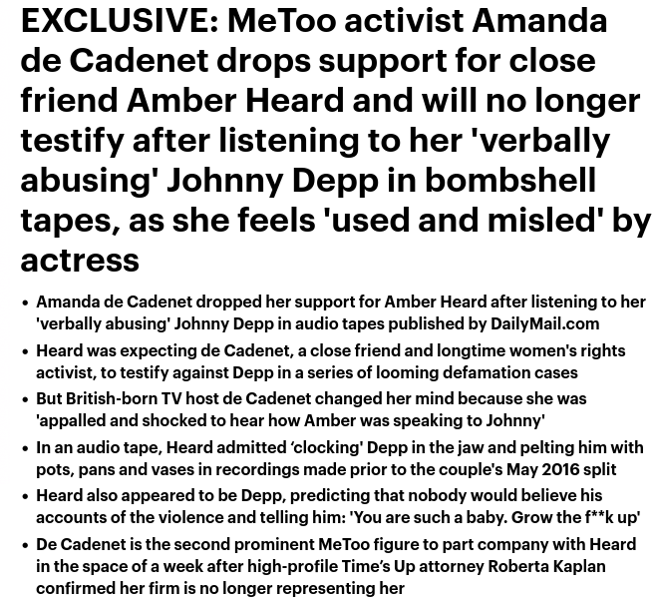 EXCLUSIVE: MeToo activist Amanda
de Cadenet drops support for close
friend Amber Heard and will no longer
testify after listening to her 'verbally
abusing' Johnny Depp in bombshell
tapes, as she feels 'used and misled' by
actress
• Amanda de Cadenet dropped her support for Amber Heard after listening to her
'verbally abusing' Johnny Depp in audio tapes published by DailyMail.com
• Heard was expecting de Cadenet, a close friend and longtime women's rights
activist, to testify against Depp in a series of looming defamation cases
• But British-born TV host de Cadenet changed her mind because she was
'appalled and shocked to hear how Amber was speaking to Johnny'
• In an audio tape, Heard admitted ‘clocking' Depp in the jaw and pelting him with
pots, pans and vases in recordings made prior to the couple's May 2016 split
• Heard also appeared to be Depp, predicting that nobody would believe his
accounts of the violence and telling him: 'You are such a baby. Grow the f**k up'
• De Cadenet is the second prominent MeToo figure to part company with Heard
in the space of a week after high-profile Time’s Up attorney Roberta Kaplan
confirmed her firm is no longer representing her